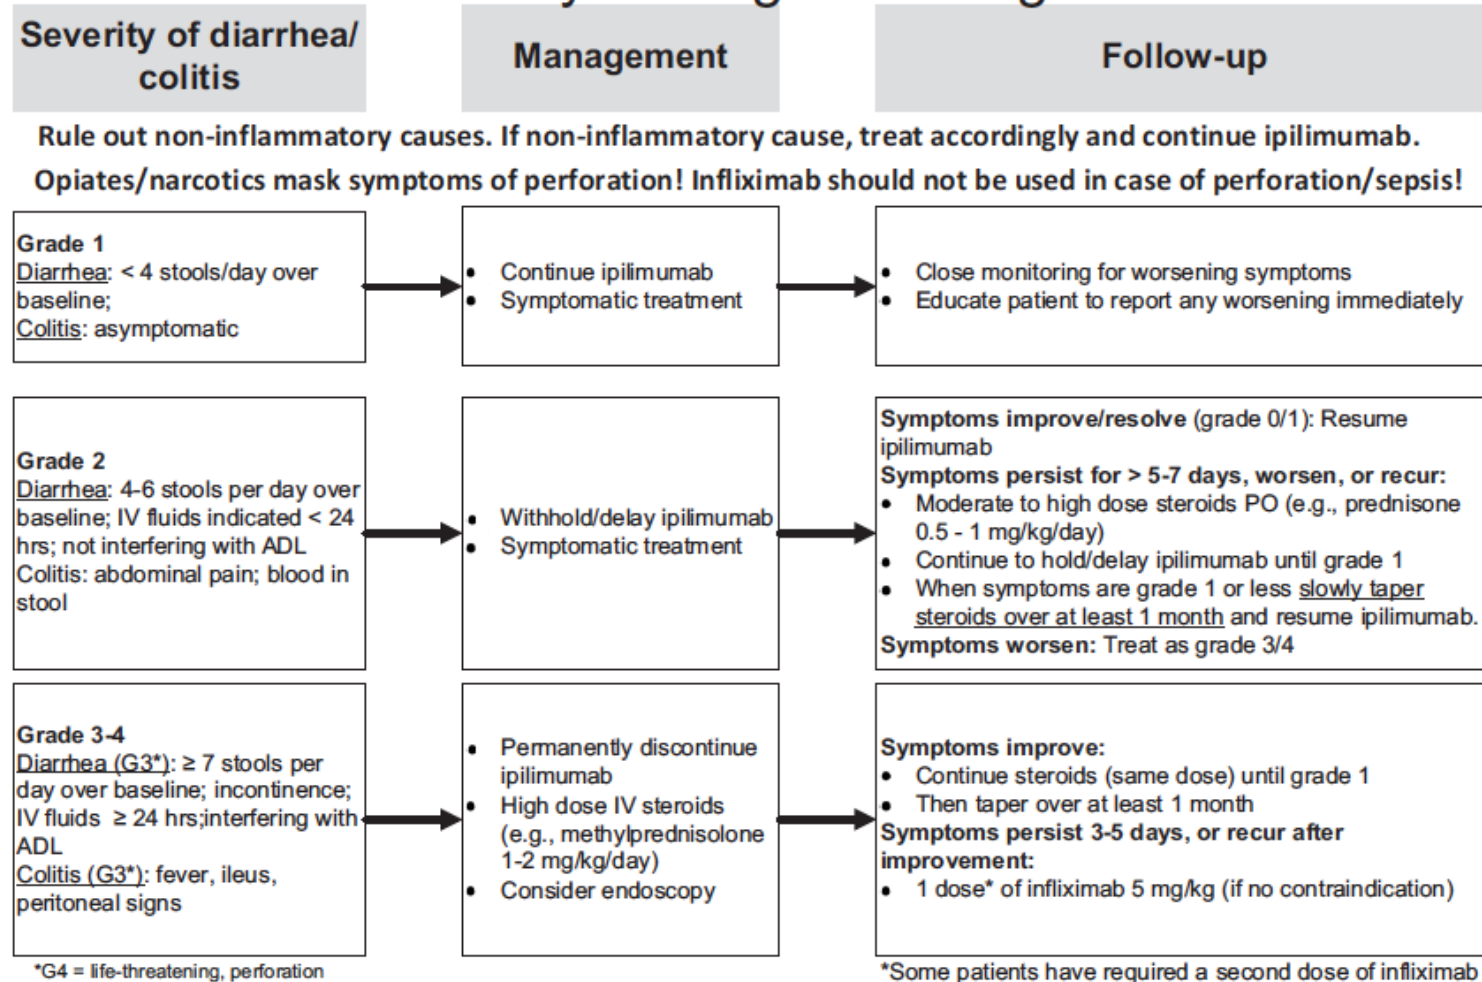 Severity of diarrhea/
colitis
Management
Follow-up
Rule out non-inflammatory causes. If non-inflammatory cause, treat accordingly and continue ipilimumab.
Opiates/narcotics mask symptoms of perforation! Infliximab should not be used in case of perforation/sepsis!
Grade 1
Diarrhea: < 4 stools/day over
baseline;
Colitis: asymptomatic
• Continue ipilimumab
• Symptomatic treatment
• Close monitoring for worsening symptoms
• Educate patient to report any worsening immediately
Grade 2
Diarrhea: 4-6 stools per day over
baseline; IV fluids indicated < 24
hrs; not interfering with ADL
Colitis: abdominal pain; blood in
stool
• Withhold/delay ipilimumab
• Symptomatic treatment
Symptoms improve/resolve (grade 0/1): Resume
ipilimumab
Symptoms persist for > 5-7 days, worsen, or recur:
• Moderate to high dose steroids PO (e.g., prednisone
0.5 - 1 mg/kg/day)
• Continue to hold/delay ipilimumab until grade 1
• When symptoms are grade 1 or less slowly taper
steroids over at least 1 month and resume ipilimumab.
Symptoms worsen: Treat as grade 3/4
Grade 3-4
Diarrhea (G3*): ≥ 7 stools per
day over baseline; incontinence;
IV fluids ≥ 24 hrs;interfering with
ADL
Colitis (G3*): fever, ileus,
peritoneal signs
• Permanently discontinue
ipilimumab
• High dose IV steroids
(e.g., methylprednisolone
1-2 mg/kg/day)
• Consider endoscopy
Symptoms improve:
• Continue steroids (same dose) until grade 1
• Then taper over at least 1 month
Symptoms persist 3-5 days, or recur after
improvement:
• 1 dose* of infliximab 5 mg/kg (if no contraindication)
*G4 = life-threatening, perforation
*Some patients have required a second dose of infliximab